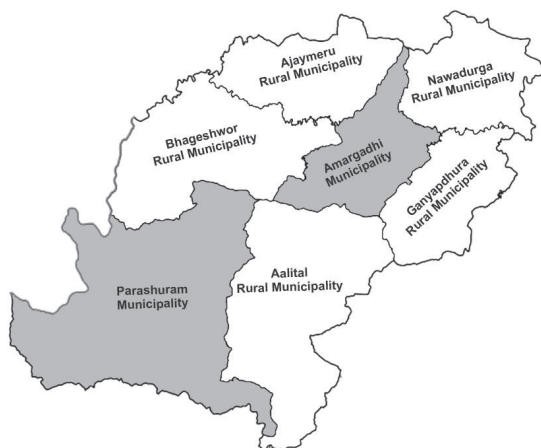 Ajaymeru
Rural Municipality
Nawadurga
Rural Municipality
Bhageshwor
Rural Municipality
Amargadhi
Municipality
Ganyapdhura
Rural Municipality
Parashuram
Municipality
Aalital
Rural Municipality